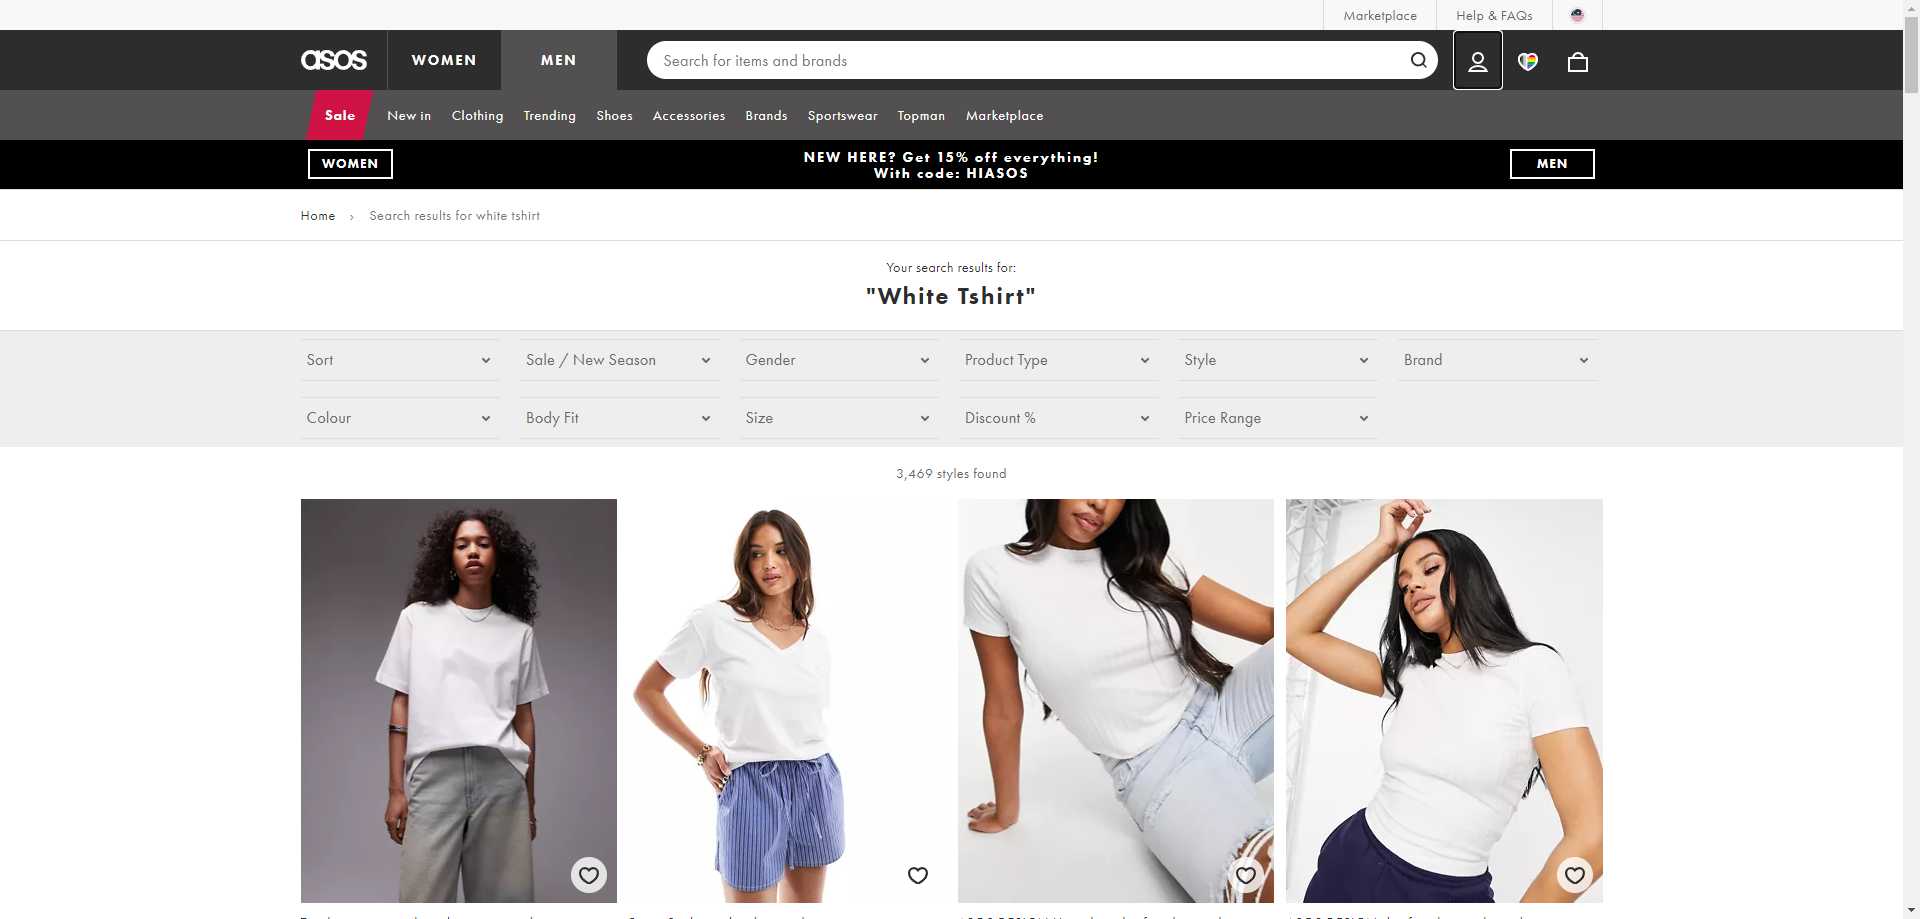 Marketplace Help & FAQs
asos WOMEN MEN Search for items and brands
Sale New in Clothing Trending Shoes Accessories Brands Sportswear Topman Marketplace
WOMEN NEW HERE? Get 15% off everything! MEN
With code: HIASOS
Home › Search results for white tshirt
Your search results for:
"White Tshirt"
Sort Sale / New Season Gender Product Type Style Brand
Colour Body Fit Size Discount % Price Range
3,469 styles found